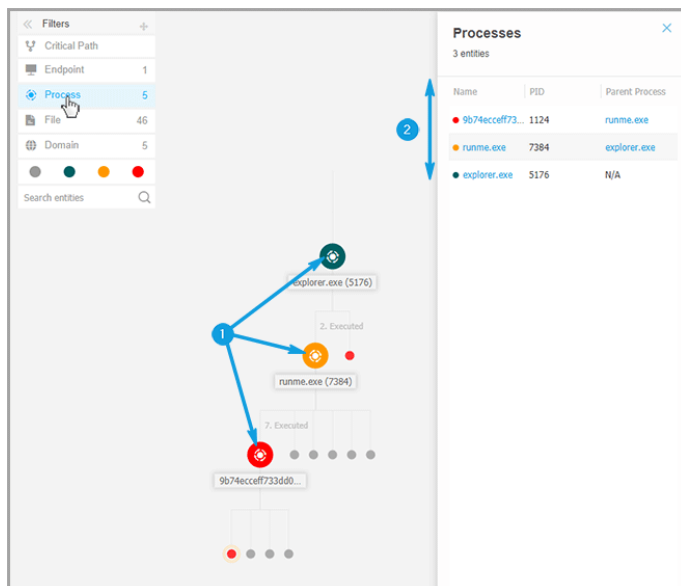 Filters
Critical Path
Endpoint 1
Process 5
File 46
Domain 5
Search entities
1
2
explorer.exe (5176)
2. Executed
runme.exe (7384)
7. Executed
9b74ecceff733dd0...
Processes
3 entities
Name PID Parent Process
9b74ecceff73... 1124 runme.exe
runme.exe 7384 explorer.exe
explorer.exe 5176 N/A